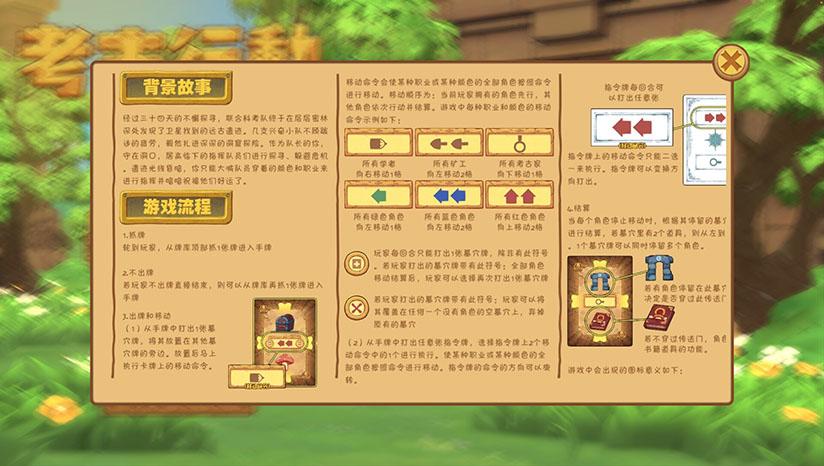 考古行动
背景故事
经过三十四天的不懈探寻，联合科考队终于在层层密林
深处发现了卫星找到的远古遗迹。几支兴奋小队不顾跋
涉的疲劳，毅然扎进深深的洞窟探险。作为队长的你，
守在洞口，居高临下的指挥队员们进行探寻、躲避危机
。遗迹光线昏暗，你只能大喊队员穿着的颜色和职业来
进行指挥并暗暗祝福他们好运了。
游戏流程
1.抓牌
轮到玩家，从牌库顶部抓1张牌进入手牌
2.不出牌
若玩家不出牌直接结束，则可以从牌库再抓1张牌进入
手牌
3.出牌和移动
（1）从手牌中打出1张墓
穴牌，将其放置在其他墓
穴牌的旁边。放置后马上
执行卡牌上的移动命令。
移动命令会使某种职业或某种颜色的全部角色按照命令
进行移动。移动顺序为：当前玩家拥有的角色先行，其
他角色依次行动并结算。游戏中每种职业和颜色的移动
命令示例如下：
所有学者
向右移动1格
所有矿工
向左移动2格
所有考古家
向下移动1格
所有绿色角色
向左移动1格
所有蓝色角色
向左移动2格
所有红色角色
向上移动2格
玩家每回合只能打出1张墓穴牌，除非有此符号
。若玩家打出的墓穴牌带有此符号；全部角色
移动结算后，玩家可以选择再次打出1张墓穴牌
若玩家打出的墓穴牌带有此符号；玩家可以将
其覆盖在任何一个没有角色的空墓穴上，弃掉
原有的墓穴
（2）从手牌中打出任意张指令牌，选择指令牌上2个移
动命令中的1个进行执行。使某种职业或某种颜色的全
部角色按照命令进行移动。指令牌的命令的方向可以旋
转。
指令牌每回合可
以打出任意张
指令牌上的移动命令只能二选
一来执行。指令牌可以变换方
向打出。
4.结算
当每个角色停止移动时，根据其停留的墓穴
进行结算，若墓穴里有2个道具，则从左到
。1个墓穴牌可以同时停留多个角色。
若有角色停留在此墓穴
决定是否穿过此传送门
若不穿过传送门，角色
书籍道具的功能。
游戏中会出现的图标意义如下：